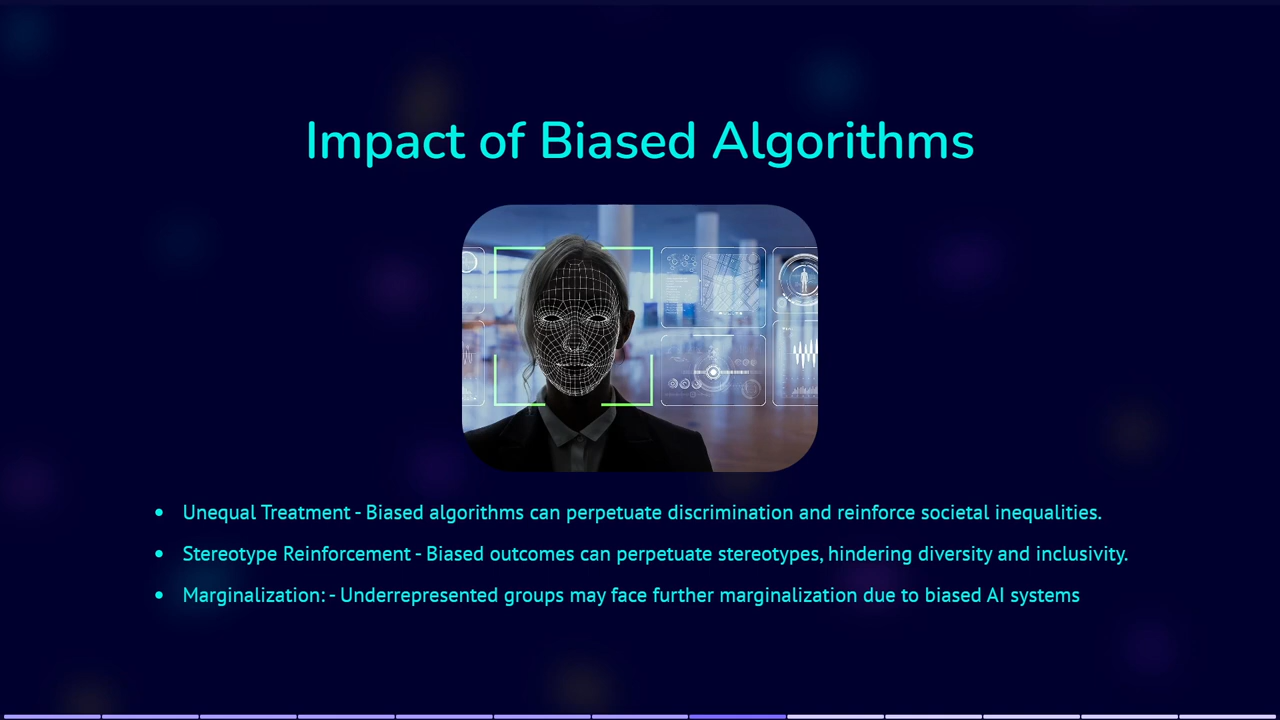 Impact of Biased Algorithms
• Unequal Treatment - Biased algorithms can perpetuate discrimination and reinforce societal inequalities.
• Stereotype Reinforcement - Biased outcomes can perpetuate stereotypes, hindering diversity and inclusivity.
• Marginalization: - Underrepresented groups may face further marginalization due to biased AI systems